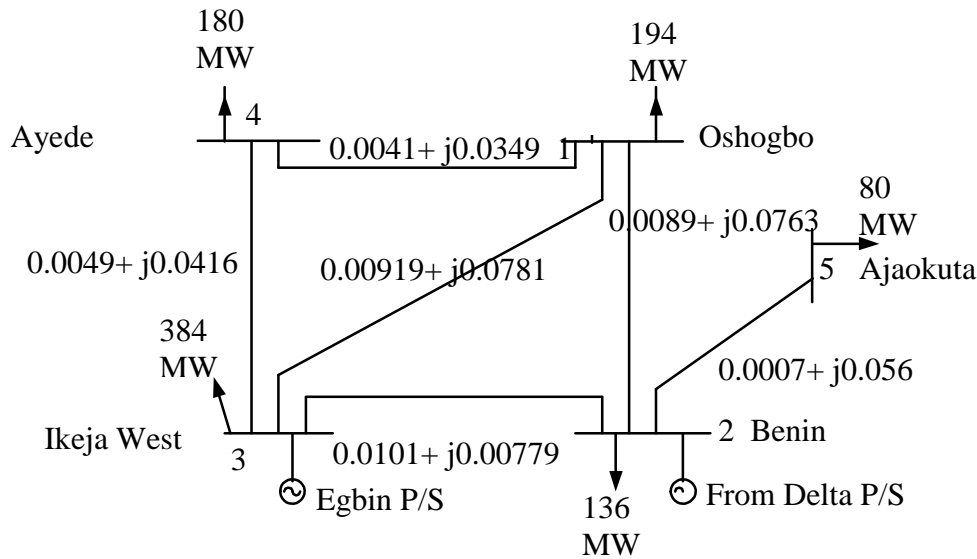 180
MW
194
MW
4
Ayede
0.0041+ j0.0349
1
Oshogbo
80
MW
0.0089+ j0.0763
0.0049+ j0.0416
0.00919+ j0.0781
5
Ajaokuta
384
MW
0.0007+ j0.056
Ikeja West
3
0.0101+ j0.00779
2 Benin
Egbin P/S
136
MW
From Delta P/S